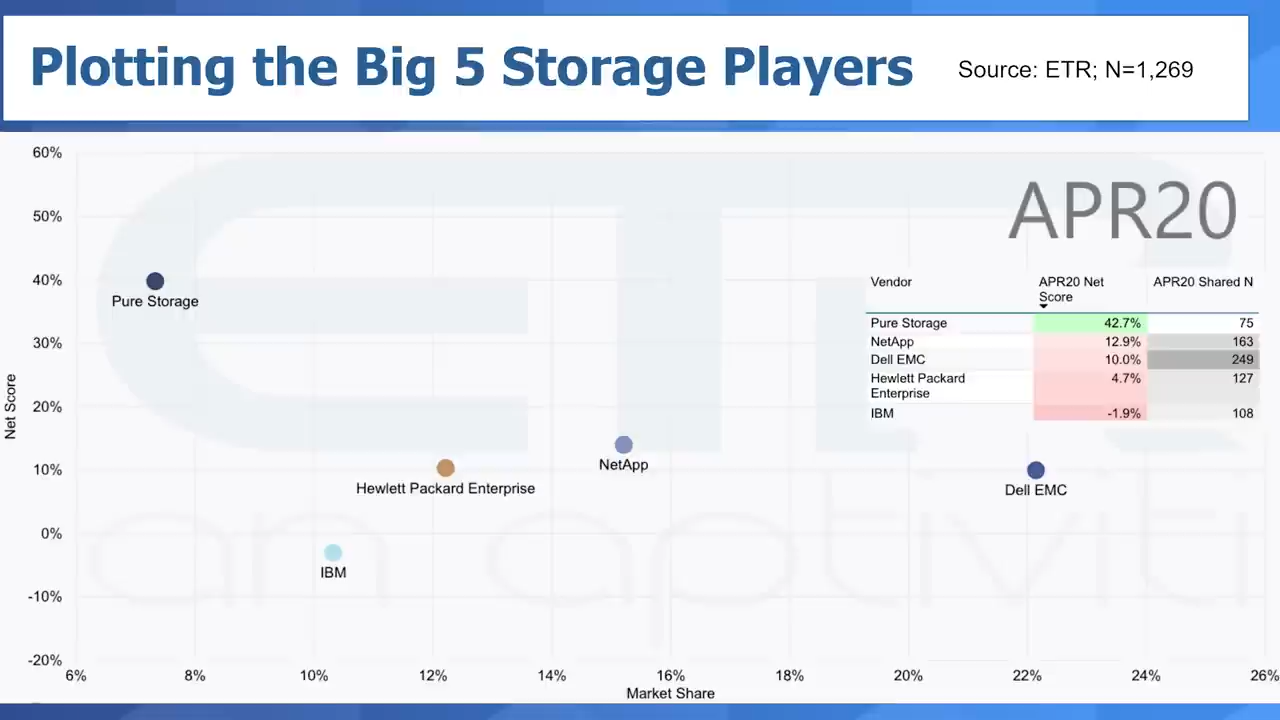 Plotting the Big 5 Storage Players
Source: ETR; N=1,269
APR20
Vendor APR20 Net Score APR20 Shared N
Pure Storage 42.7% 75
NetApp 12.9% 163
Dell EMC 10.0% 249
Hewlett Packard Enterprise 4.7% 127
IBM -1.9% 108
60%
50%
40%
30%
20%
10%
0%
-10%
-20%
Net Score
Pure Storage
NetApp
Hewlett Packard Enterprise
Dell EMC
IBM
6% 8% 10% 12% 14% 16% 18% 20% 22% 24% 26%
Market Share
ETR
an aptiviti